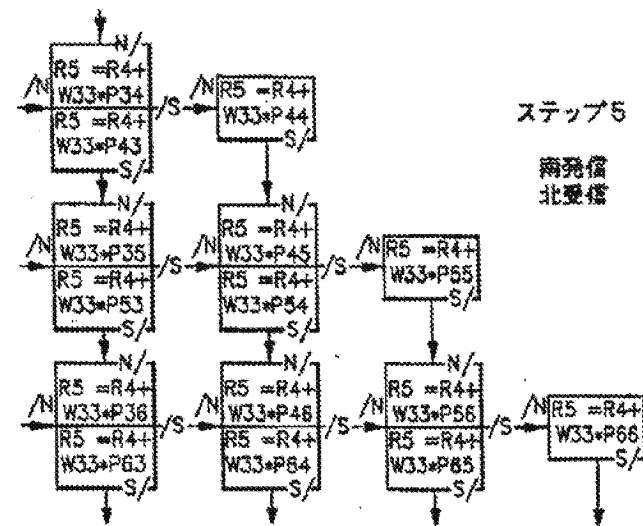 N/
/N R5 =R4+ /S /N R5 =R4+
W33*P34 W33*P44
R5 =R4+ S/
W33*P43
S/
ステップ5
南発信
北受信
N/ N/
/N R5 =R4+ /S /N R5 =R4+ /S /N R5 =R4+
W33*P35 W33*P45 W33*P55
R5 =R4+ R5 =R4+ S/
W33*P53 W33*P54
S/ S/
N/ N/ N/
/N R5 =R4+ /S /N R5 =R4+ /S /N R5 =R4+ /S /N R5 =R4+
W33*P36 W33*P46 W33*P56 W33*P66
R5 =R4+ R5 =R4+ R5 =R4+ S/
W33*P63 W33*P64 W33*P65
S/ S/ S/